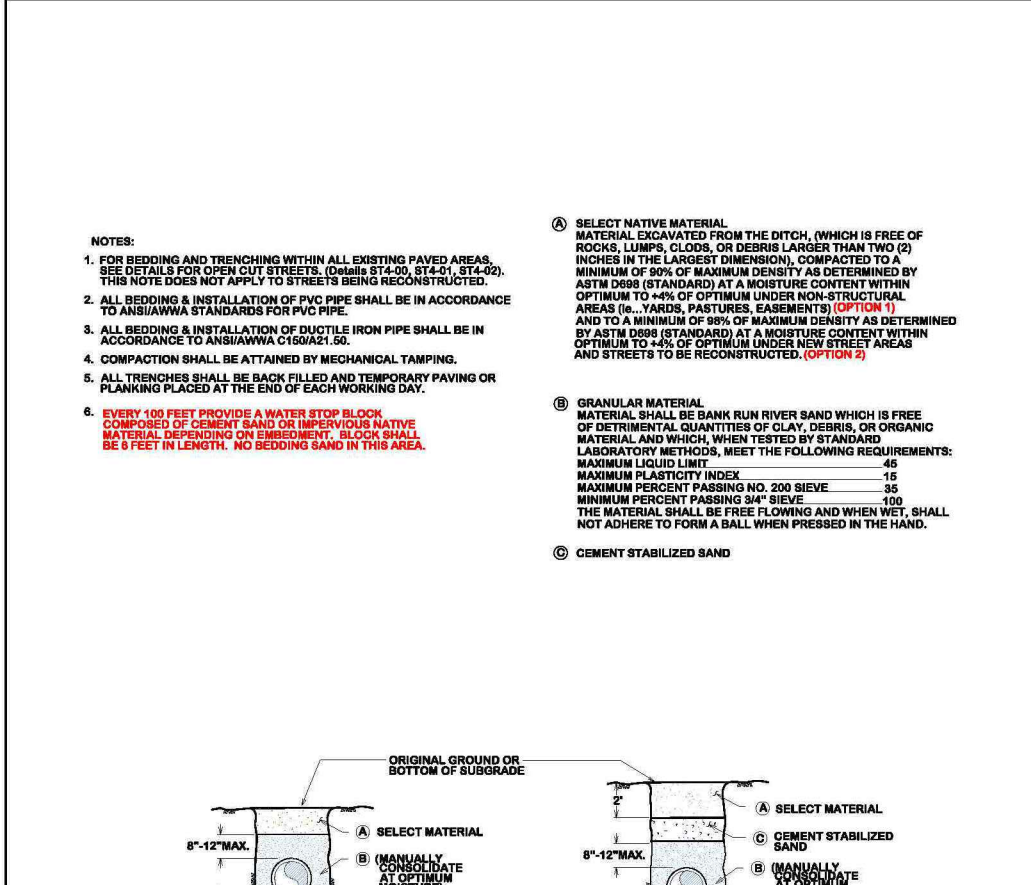 NOTES:
1. FOR BEDDING AND TRENCHING WITHIN ALL EXISTING PAVED AREAS,
SEE DETAILS FOR OPEN CUT STREETS. (Details ST4-00, ST4-01, ST4-02).
THIS NOTE DOES NOT APPLY TO STREETS BEING RECONSTRUCTED.
2. ALL BEDDING & INSTALLATION OF PVC PIPE SHALL BE IN ACCORDANCE
TO ANSI/AWWA STANDARDS FOR PVC PIPE.
3. ALL BEDDING & INSTALLATION OF DUCTILE IRON PIPE SHALL BE IN
ACCORDANCE TO ANSI/AWWA C150/A21.50.
4. COMPACTION SHALL BE ATTAINED BY MECHANICAL TAMPING.
5. ALL TRENCHES SHALL BE BACK FILLED AND TEMPORARY PAVING OR
PLANKING PLACED AT THE END OF EACH WORKING DAY.
6. EVERY 100 FEET PROVIDE A WATER STOP BLOCK
COMPOSED OF CEMENT SAND OR IMPERVIOUS NATIVE
MATERIAL DEPENDING ON EMBEDMENT. BLOCK SHALL
BE 6 FEET IN LENGTH. NO BEDDING SAND IN THIS AREA.
A SELECT NATIVE MATERIAL
MATERIAL EXCAVATED FROM THE DITCH, (WHICH IS FREE OF
ROCKS, LUMPS, CLODS, OR DEBRIS LARGER THAN TWO (2)
INCHES IN THE LARGEST DIMENSION), COMPACTED TO A
MINIMUM OF 90% OF MAXIMUM DENSITY AS DETERMINED BY
ASTM D698 (STANDARD) AT A MOISTURE CONTENT WITHIN
OPTIMUM TO +4% OF OPTIMUM UNDER NON-STRUCTURAL
AREAS (ie...YARDS, PASTURES, EASEMENTS) (OPTION 1)
AND TO A MINIMUM OF 98% OF MAXIMUM DENSITY AS DETERMINED
BY ASTM D698 (STANDARD) AT A MOISTURE CONTENT WITHIN
OPTIMUM TO +4% OF OPTIMUM UNDER NEW STREET AREAS
AND STREETS TO BE RECONSTRUCTED. (OPTION 2)
B GRANULAR MATERIAL
MATERIAL SHALL BE BANK RUN RIVER SAND WHICH IS FREE
OF DETRIMENTAL QUANTITIES OF CLAY, DEBRIS, OR ORGANIC
MATERIAL AND WHICH, WHEN TESTED BY STANDARD
LABORATORY METHODS, MEET THE FOLLOWING REQUIREMENTS:
MAXIMUM LIQUID LIMIT 45
MAXIMUM PLASTICITY INDEX 15
MAXIMUM PERCENT PASSING NO. 200 SIEVE 35
MINIMUM PERCENT PASSING 3/4" SIEVE 100
THE MATERIAL SHALL BE FREE FLOWING AND WHEN WET, SHALL
NOT ADHERE TO FORM A BALL WHEN PRESSED IN THE HAND.
C CEMENT STABILIZED SAND
ORIGINAL GROUND OR
BOTTOM OF SUBGRADE
A SELECT MATERIAL
8"-12"MAX.
B (MANUALLY
CONSOLIDATE
AT OPTIMUM
MOISTURE)
2'
A SELECT MATERIAL
C CEMENT STABILIZED
SAND
8"-12"MAX.
B (MANUALLY
CONSOLIDATE
AT OPTIMUM